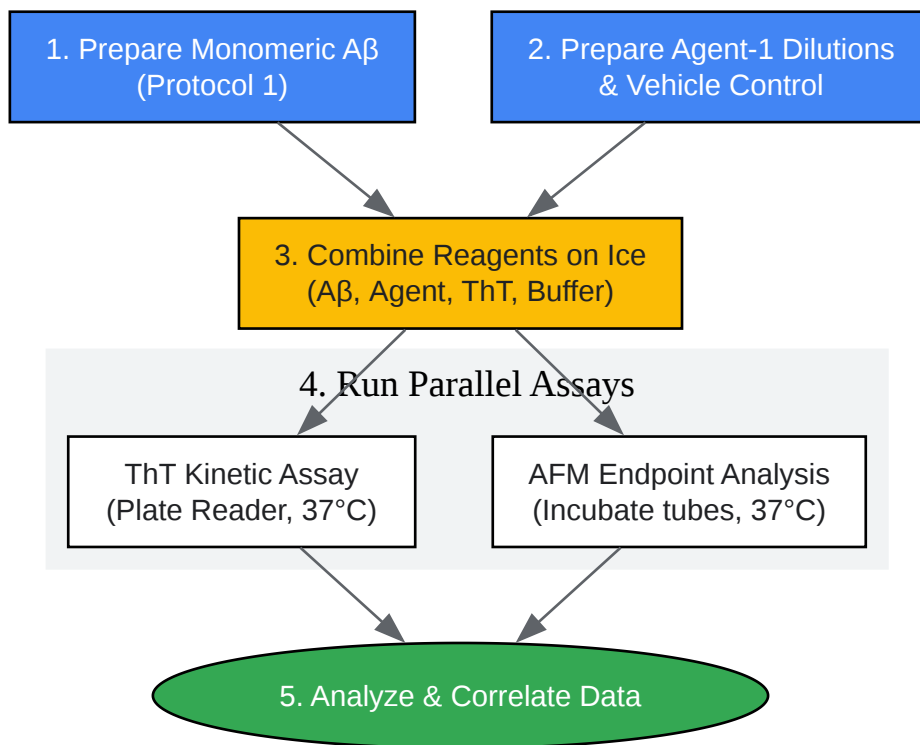 1. Prepare Monomeric Aβ
(Protocol 1)
2. Prepare Agent-1 Dilutions
& Vehicle Control
3. Combine Reagents on Ice
(Aβ, Agent, ThT, Buffer)
4. Run Parallel Assays
ThT Kinetic Assay
(Plate Reader, 37°C)
AFM Endpoint Analysis
(Incubate tubes, 37°C)
5. Analyze & Correlate Data